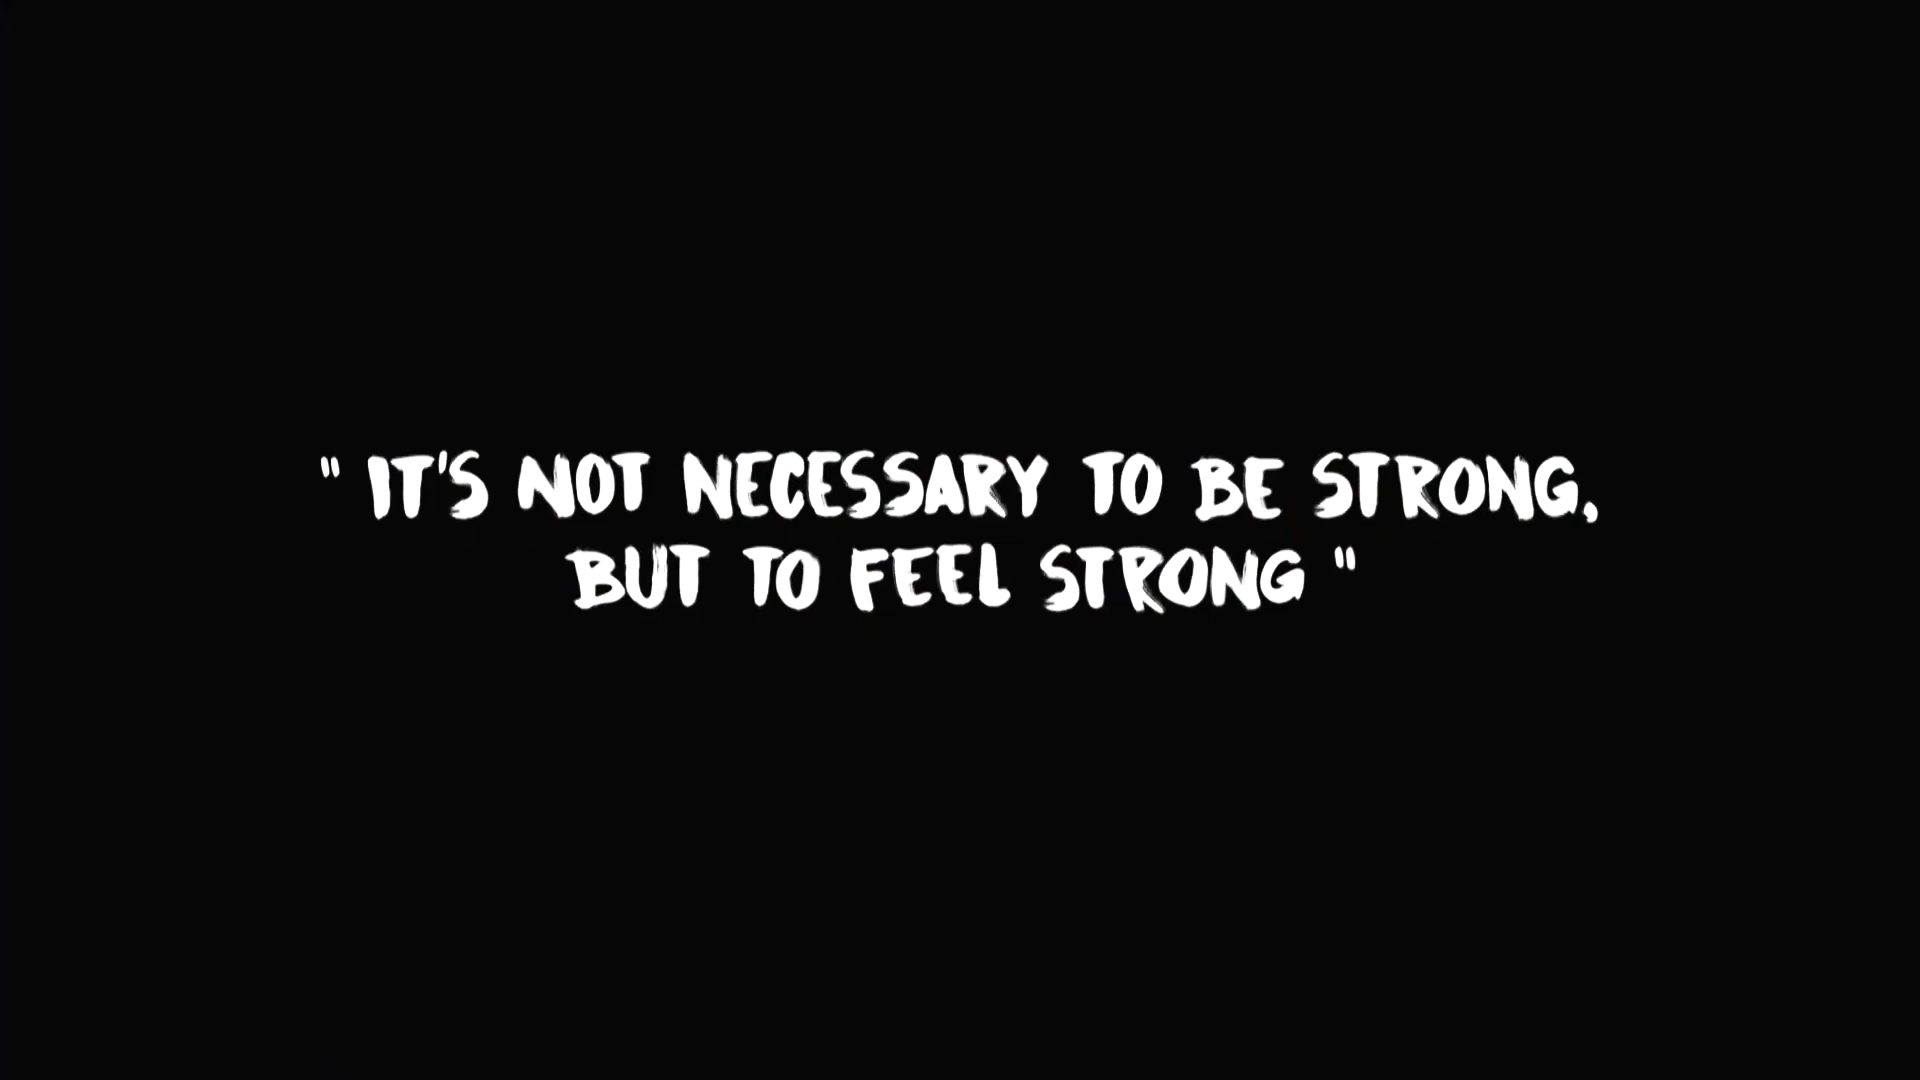 " IT'S NOT NECESSARY TO BE STRONG,
BUT TO FEEL STRONG "